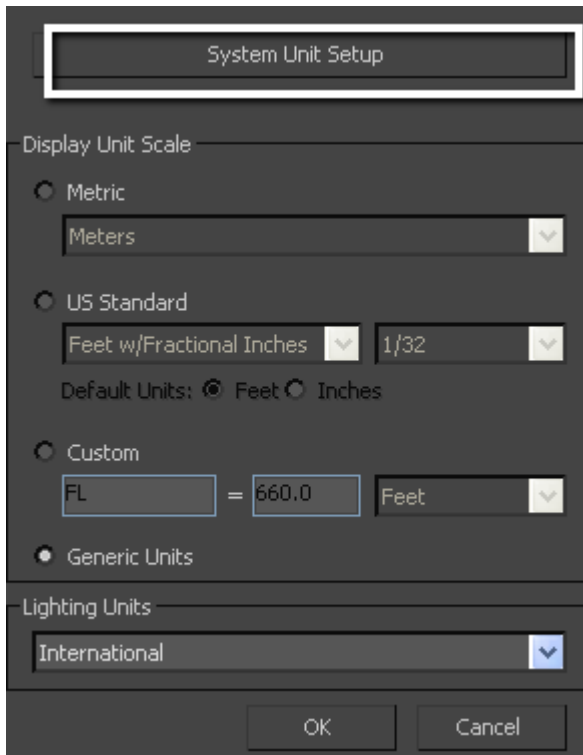 System Unit Setup
Display Unit Scale
Metric
Meters
US Standard
Feet w/Fractional Inches 1/32
Default Units: Feet Inches
Custom
FL = 660.0 Feet
Generic Units
Lighting Units
International
OK Cancel